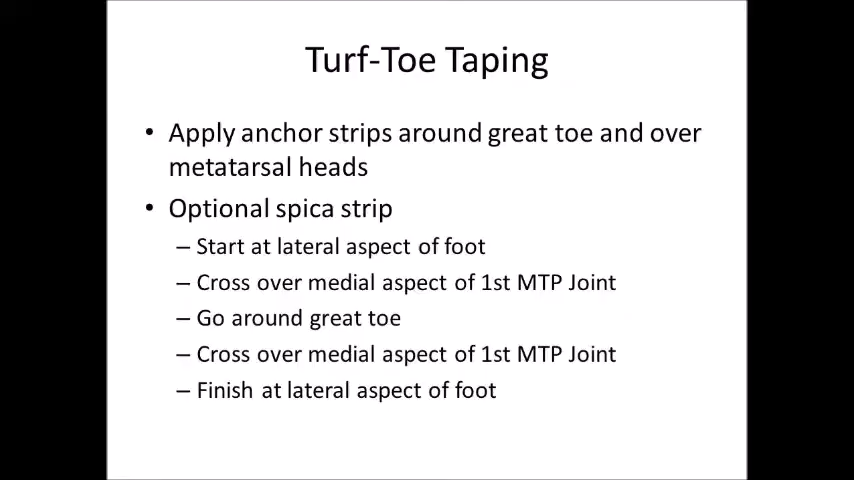 Turf-Toe Taping
• Apply anchor strips around great toe and over
metatarsal heads
• Optional spica strip
– Start at lateral aspect of foot
– Cross over medial aspect of 1st MTP Joint
– Go around great toe
– Cross over medial aspect of 1st MTP Joint
– Finish at lateral aspect of foot